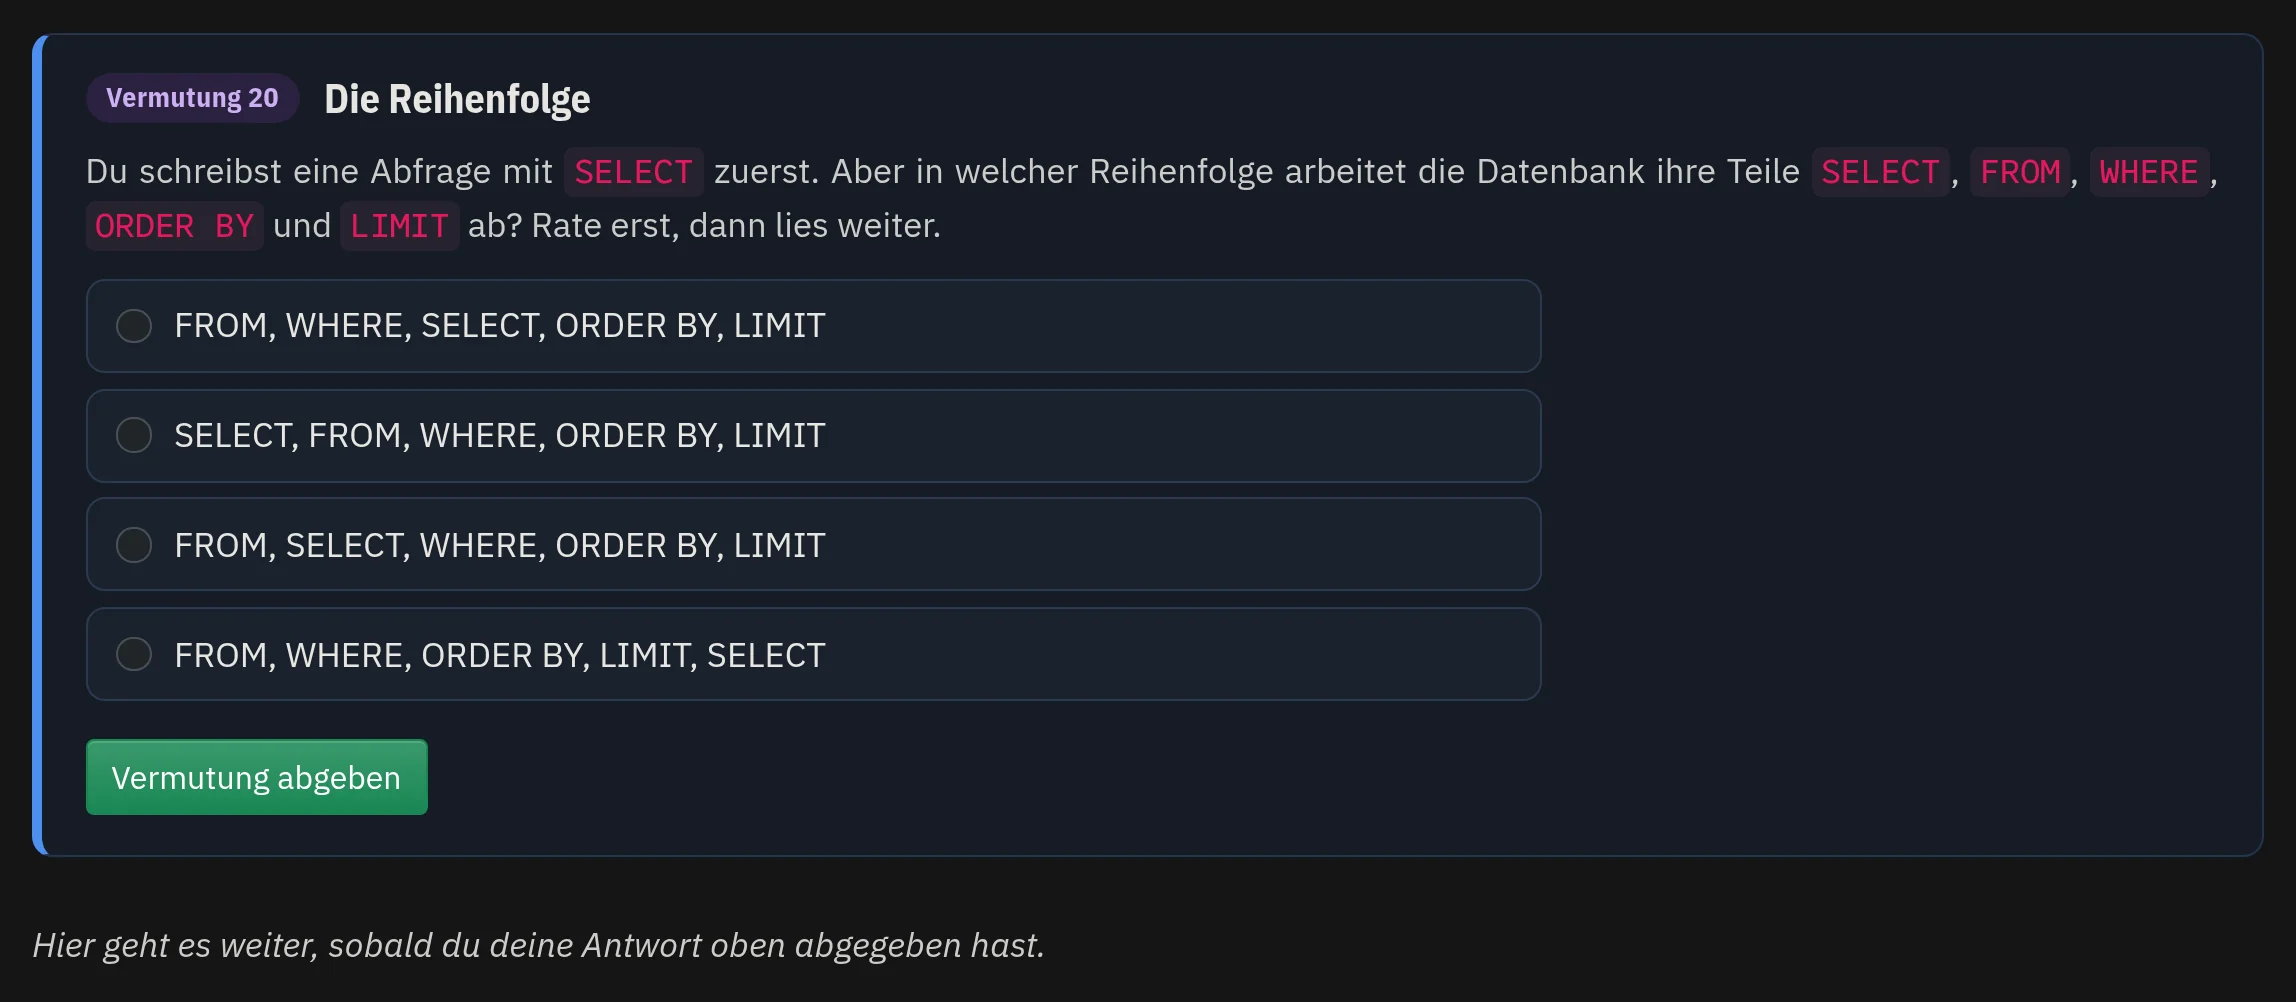 Vermutung 20 Die Reihenfolge
Du schreibst eine Abfrage mit SELECT zuerst. Aber in welcher Reihenfolge arbeitet die Datenbank ihre Teile SELECT, FROM, WHERE,
ORDER BY und LIMIT ab? Rate erst, dann lies weiter.
FROM, WHERE, SELECT, ORDER BY, LIMIT
SELECT, FROM, WHERE, ORDER BY, LIMIT
FROM, SELECT, WHERE, ORDER BY, LIMIT
FROM, WHERE, ORDER BY, LIMIT, SELECT
Vermutung abgeben
Hier geht es weiter, sobald du deine Antwort oben abgegeben hast.